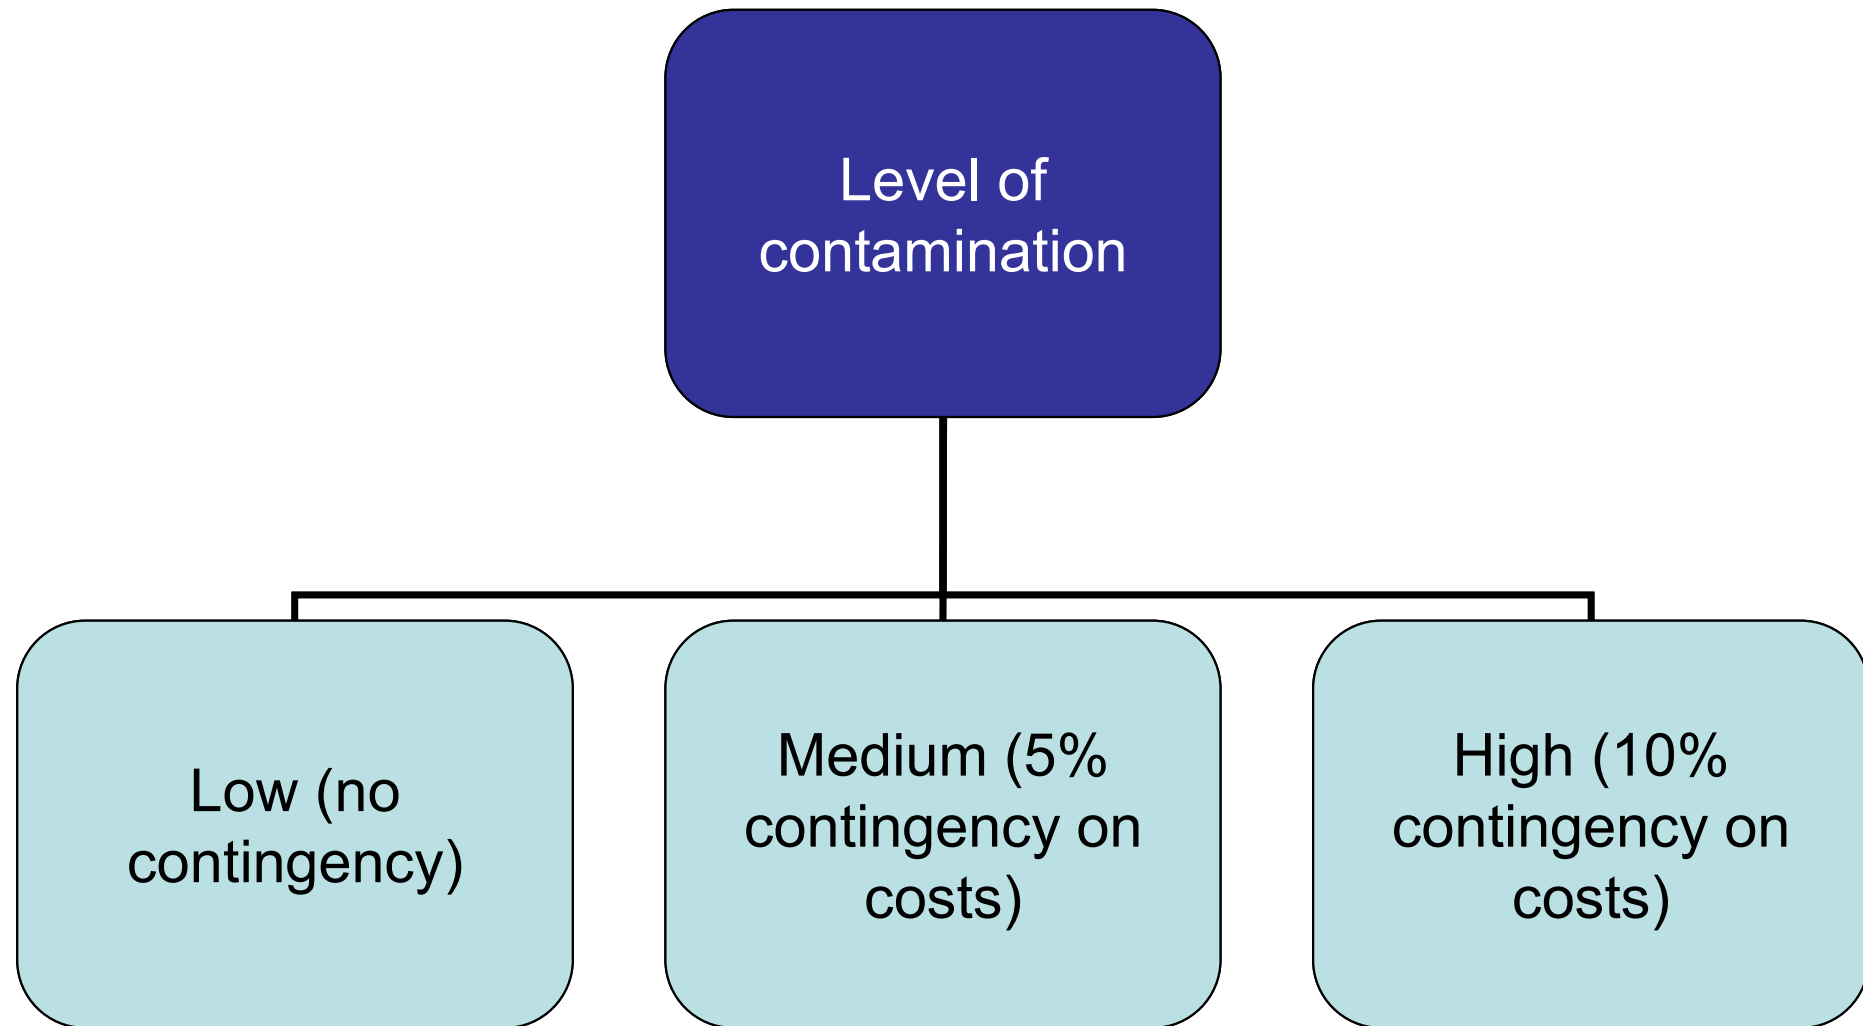 Level of
contamination
Low (no
contingency)
Medium (5%
contingency on
costs)
High (10%
contingency on
costs)